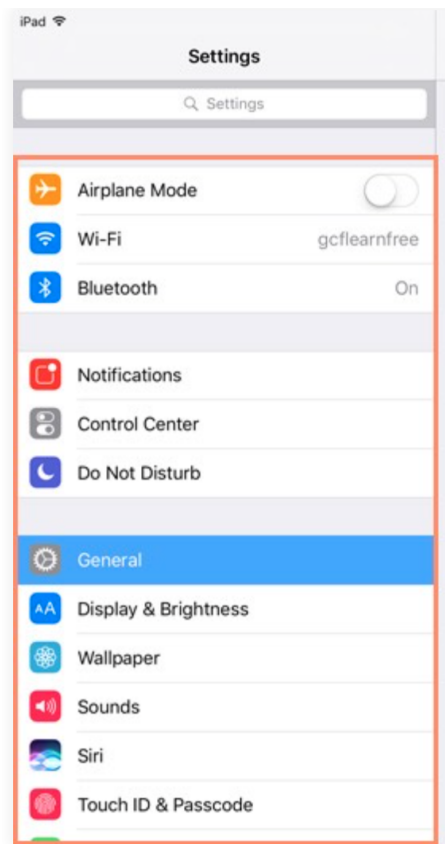 iPad
Settings
Settings
Airplane Mode
Wi-Fi gcflearnfree
Bluetooth On
Notifications
Control Center
Do Not Disturb
General
AA Display & Brightness
Wallpaper
Sounds
Siri
Touch ID & Passcode